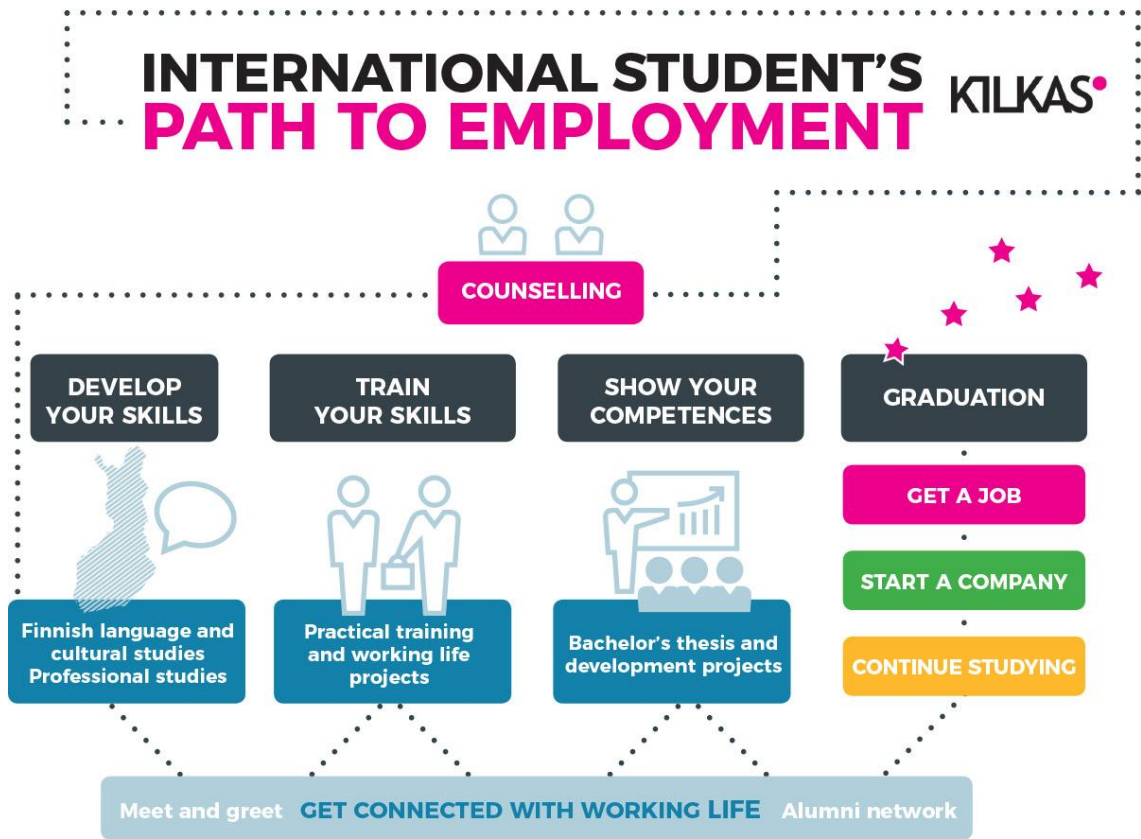 INTERNATIONAL STUDENT'S
PATH TO EMPLOYMENT
KILKAS
COUNSELLING
DEVELOP
YOUR SKILLS
TRAIN
YOUR SKILLS
SHOW YOUR
COMPETENCES
GRADUATION
Finnish language and
cultural studies
Professional studies
Practical training
and working life
projects
Bachelor's thesis and
development projects
GET A JOB
START A COMPANY
CONTINUE STUDYING
Meet and greet GET CONNECTED WITH WORKING LIFE Alumni network